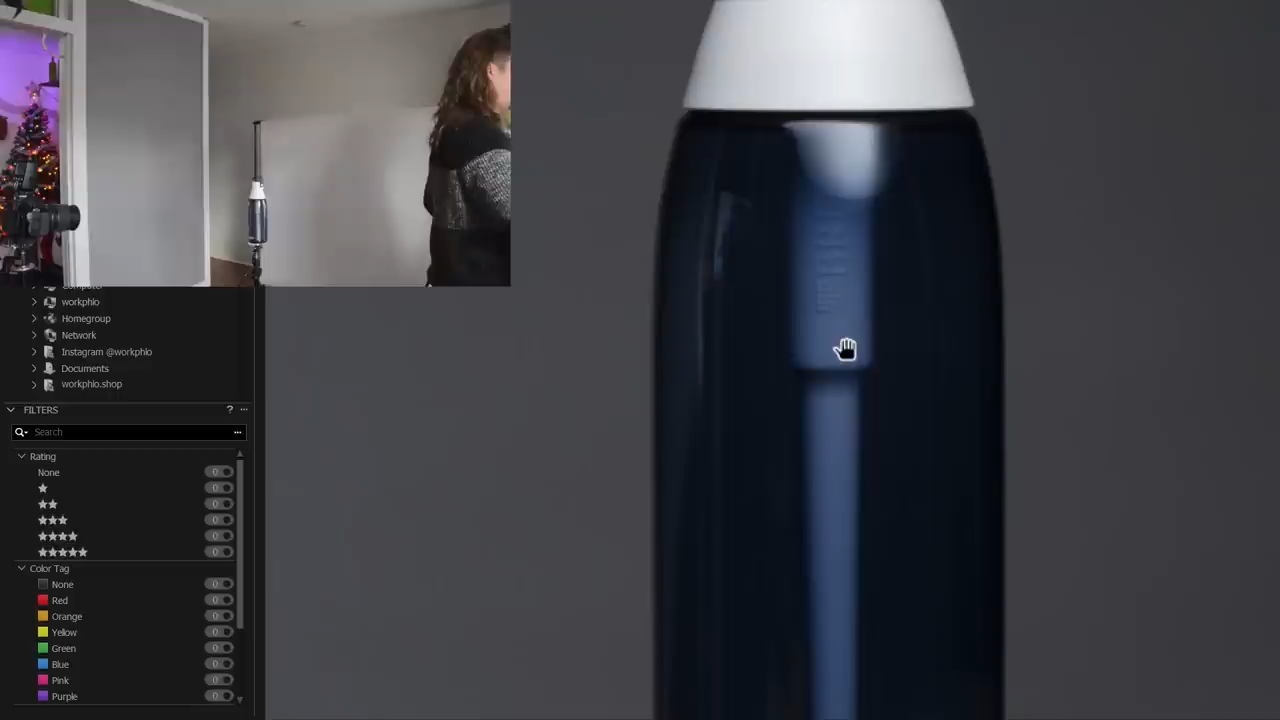 Computer
workphlo
Homegroup
Network
Instagram @workphlo
Documents
workphlo.shop
FILTERS ? ...
Search ...
Rating
None 0
★ 0
★★ 0
★★★ 0
★★★★ 0
★★★★★ 0
Color Tag
None 0
Red 0
Orange 0
Yellow 0
Green 0
Blue 0
Pink 0
Purple 0